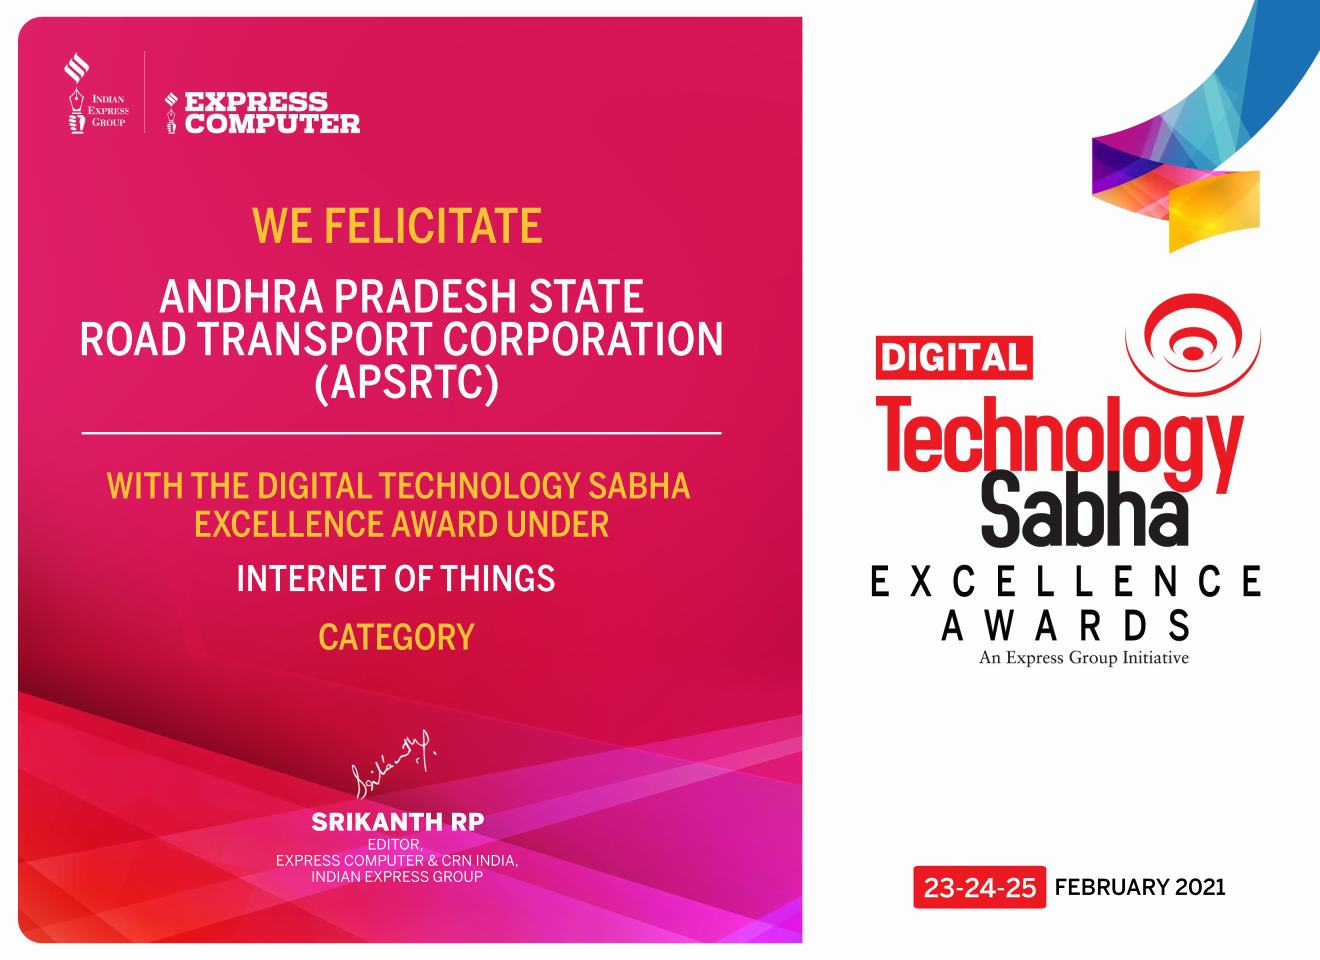 INDIAN
EXPRESS
GROUP
EXPRESS
COMPUTER
WE FELICITATE
ANDHRA PRADESH STATE
ROAD TRANSPORT CORPORATION
(APSRTC)
WITH THE DIGITAL TECHNOLOGY SABHA
EXCELLENCE AWARD UNDER
INTERNET OF THINGS
CATEGORY
Srikanth P.
SRIKANTH RP
EDITOR,
EXPRESS COMPUTER & CRN INDIA,
INDIAN EXPRESS GROUP
DIGITAL
Technology
Sabha
EXCELLENCE
AWARDS
An Express Group Initiative
23-24-25 FEBRUARY 2021